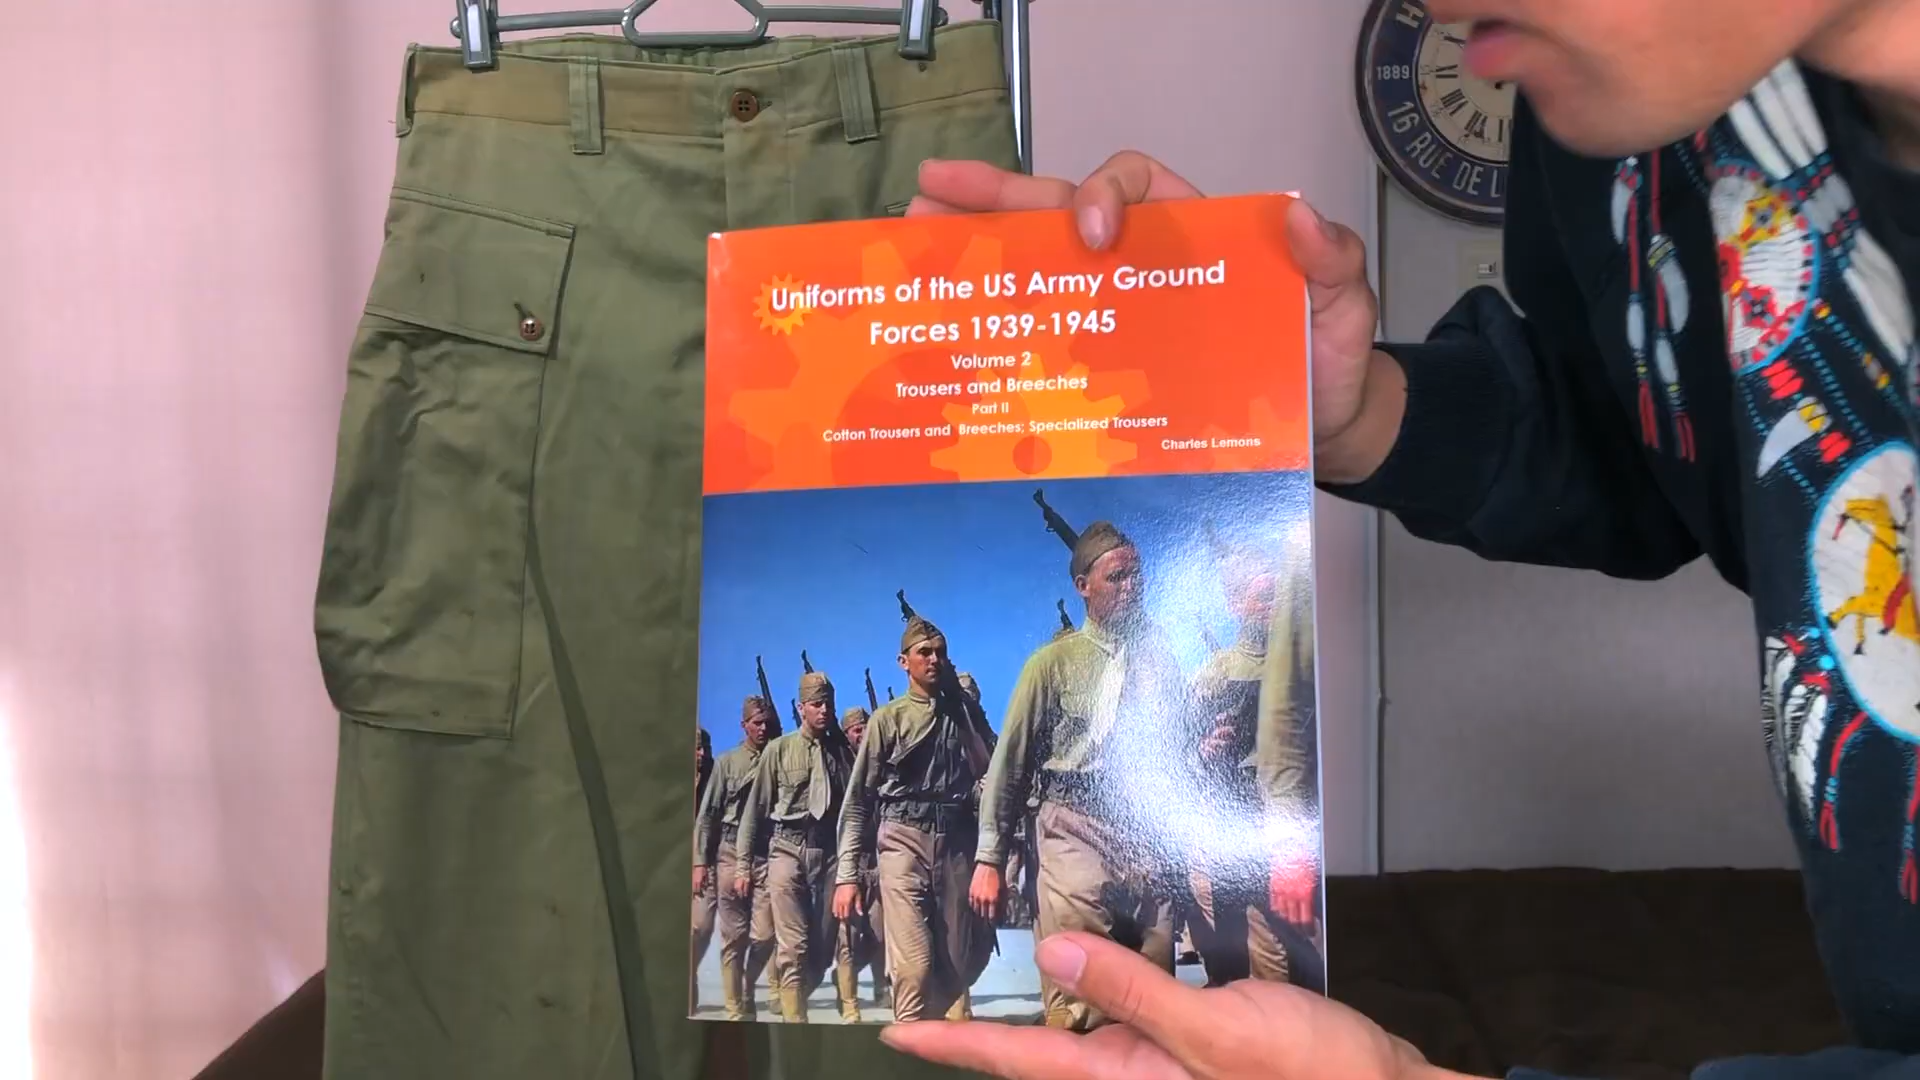 H
1889
16 RUE DE L
XI
Uniforms of the US Army Ground
Forces 1939-1945
Volume 2
Trousers and Breeches
Part II
Cotton Trousers and Breeches; Specialized Trousers
Charles Lemons